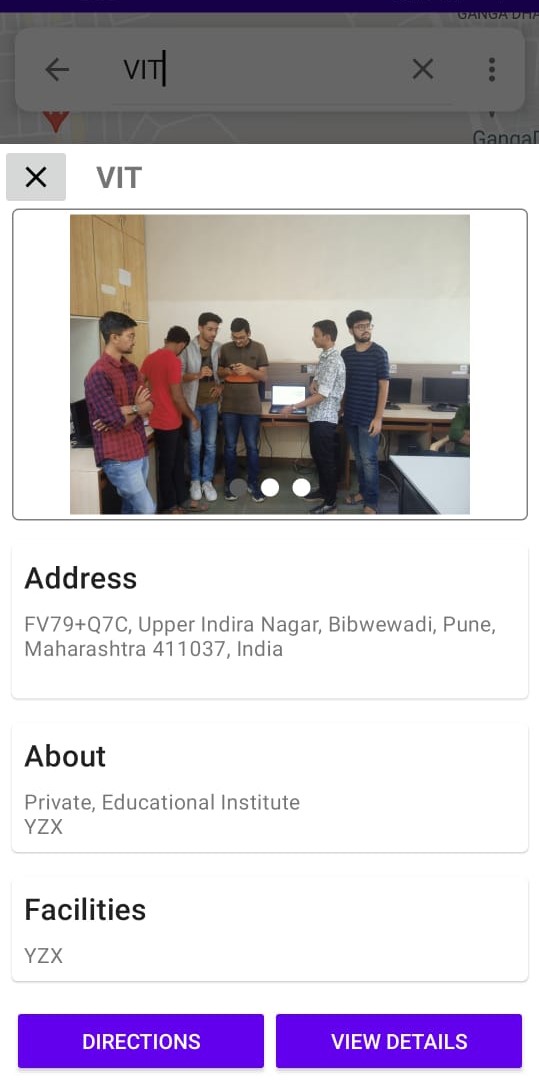 GANGA DHA
VIT
GangaD
VIT
Address
FV79+Q7C, Upper Indira Nagar, Bibwewadi, Pune,
Maharashtra 411037, India
About
Private, Educational Institute
YZX
Facilities
YZX
DIRECTIONS
VIEW DETAILS